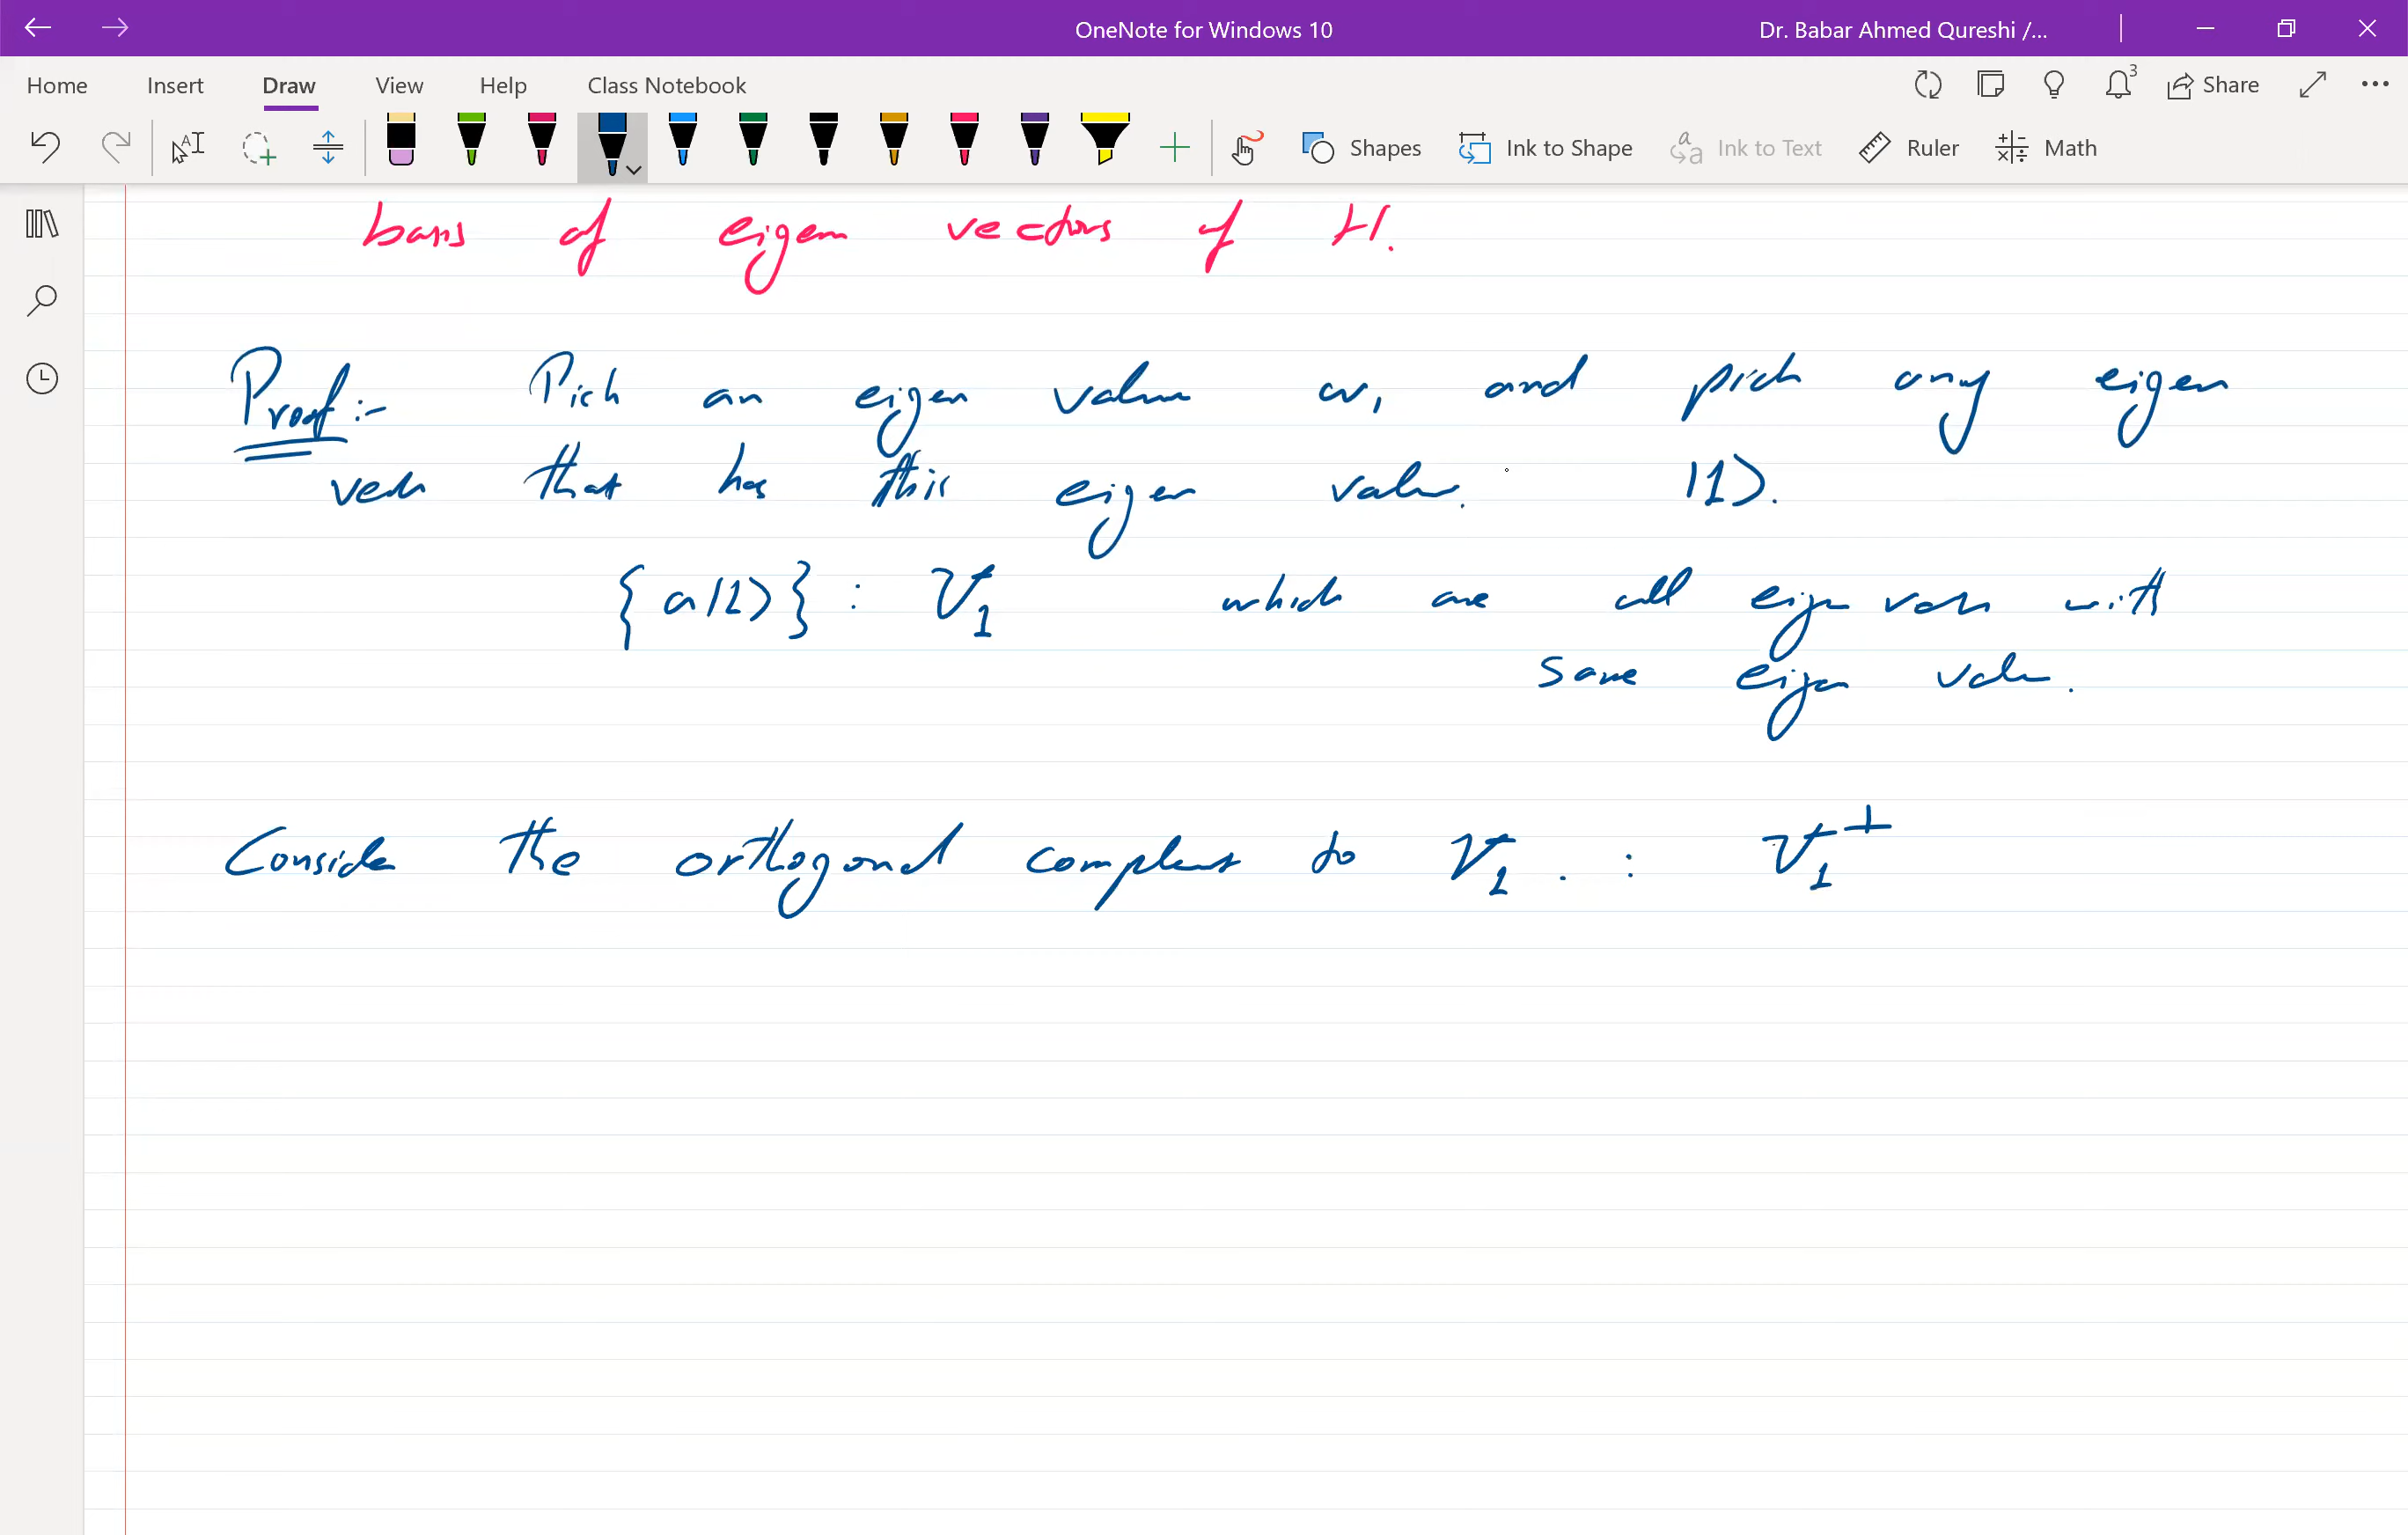 OneNote for Windows 10
Dr. Babar Ahmed Qureshi /...
Home Insert Draw View Help Class Notebook
3 Share
Shapes Ink to Shape Ink to Text Ruler Math
basis of eigen vectors of H.
Proof:- Pick an eigen value ω₁ and pick any eigen
vector that has this eigen value. |1⟩.
{ a|1⟩ } : V₁ which are all eigen vectors with
same eigen value.
Consider the orthogonal complement to V₁. : V₁^⊥